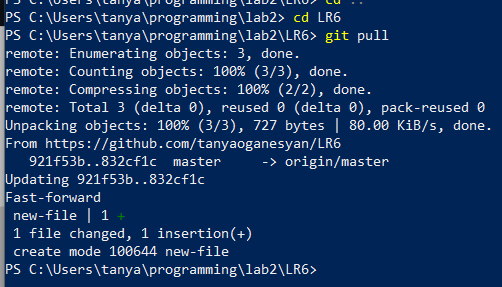 PS C:\Users\tanya\programming\lab2\LR6> cd ..
PS C:\Users\tanya\programming\lab2> cd LR6
PS C:\Users\tanya\programming\lab2\LR6> git pull
remote: Enumerating objects: 3, done.
remote: Counting objects: 100% (3/3), done.
remote: Compressing objects: 100% (2/2), done.
remote: Total 3 (delta 0), reused 0 (delta 0), pack-reused 0
Unpacking objects: 100% (3/3), 727 bytes | 80.00 KiB/s, done.
From https://github.com/tanyaoganesyan/LR6
   921f53b..832cf1c  master     -> origin/master
Updating 921f53b..832cf1c
Fast-forward
 new-file | 1 +
 1 file changed, 1 insertion(+)
 create mode 100644 new-file
PS C:\Users\tanya\programming\lab2\LR6>